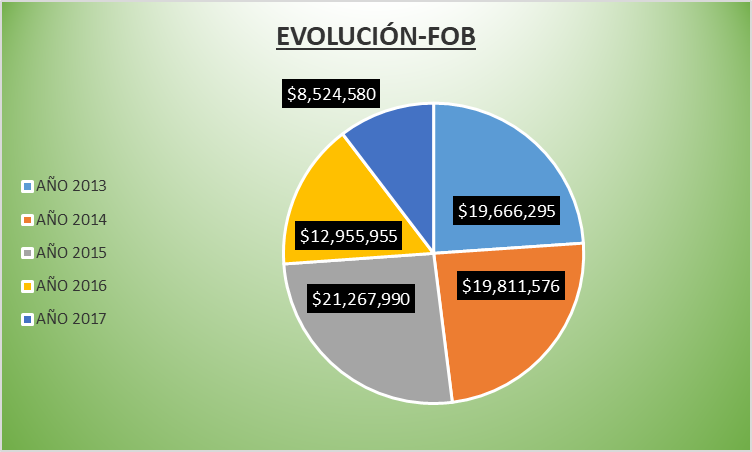 EVOLUCIÓN-FOB
$8,524,580
AÑO 2013
AÑO 2014
AÑO 2015
AÑO 2016
AÑO 2017
$19,666,295
$12,955,955
$19,811,576
$21,267,990